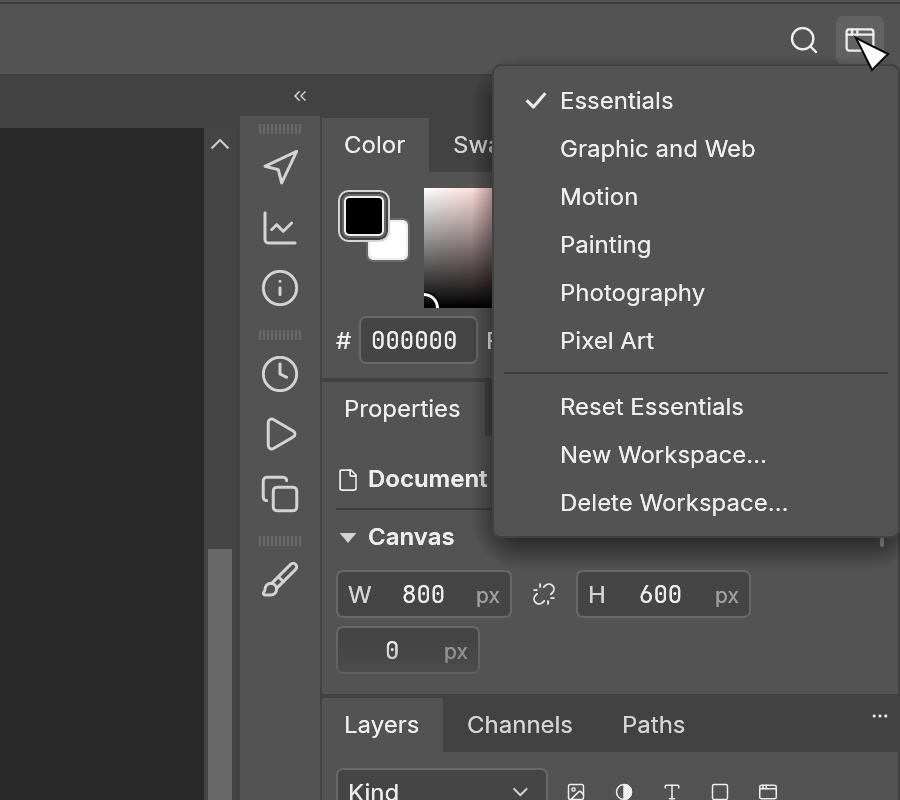 Essentials
Graphic and Web
Motion
Painting
Photography
Pixel Art
Reset Essentials
New Workspace...
Delete Workspace...
Color
# 000000
Properties
Document
Canvas
W 800 px H 600 px
0 px
Layers Channels Paths
Kind